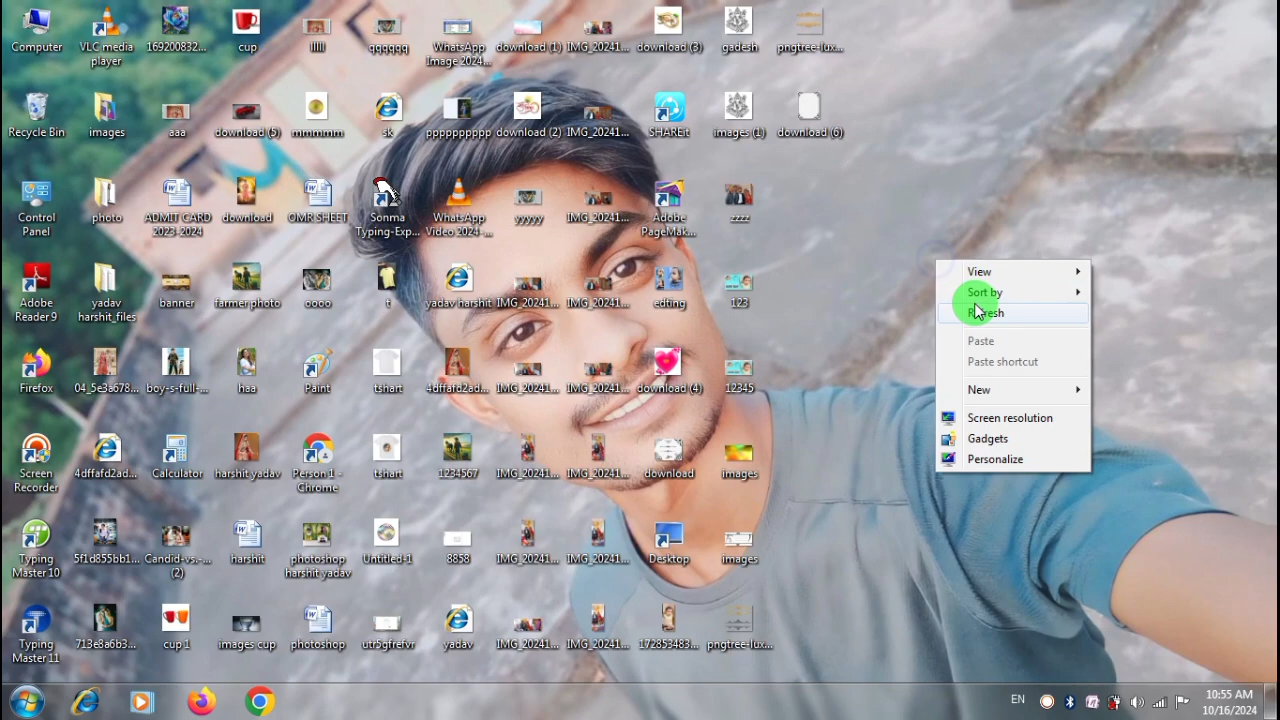 Computer
VLC media
player
169200832...
cup
lllll
qqqqqq
WhatsApp
Image 2024...
download (1)
IMG_20241...
download (3)
gadesh
pngtree-lux...
Recycle Bin
images
aaa
download (5)
mmmmm
sk
pppppppppp
download (2)
IMG_20241...
SHAREit
images (1)
download (6)
Control
Panel
photo
ADMIT CARD
2023-2024
download
OMR SHEET
Sonma
Typing-Exp...
WhatsApp
Video 2024-...
yyyyy
IMG_20241...
Adobe
PageMak...
zzzz
Adobe
Reader 9
yadav
harshit_files
banner
farmer photo
oooo
t
yadav harshit
IMG_20241...
IMG_20241...
edting
123
Firefox
04_5e3a678...
boy-s-full-...
haa
Paint
tshart
4dffafd2ad...
IMG_20241...
IMG_20241...
download (4)
12345
Screen
Recorder
4dffafd2ad...
Calculator
harshit yadav
Person 1 -
Chrome
tshart
1234567
IMG_20241...
IMG_20241...
download
images
Typing
Master 10
5f1d855bb1...
Candid-vs.-...
(2)
harshit
photoshop
harshit yadav
Untitled-1
8858
IMG_20241...
IMG_20241...
Desktop
images
Typing
Master 11
713e8a6b3...
cup 1
images cup
photoshop
utr5gfrefvr
yadav
IMG_20241...
IMG_20241...
172853483...
pngtree-lux...
View
Sort by
Refresh
Paste
Paste shortcut
New
Screen resolution
Gadgets
Personalize
EN
10:55 AM
10/16/2024